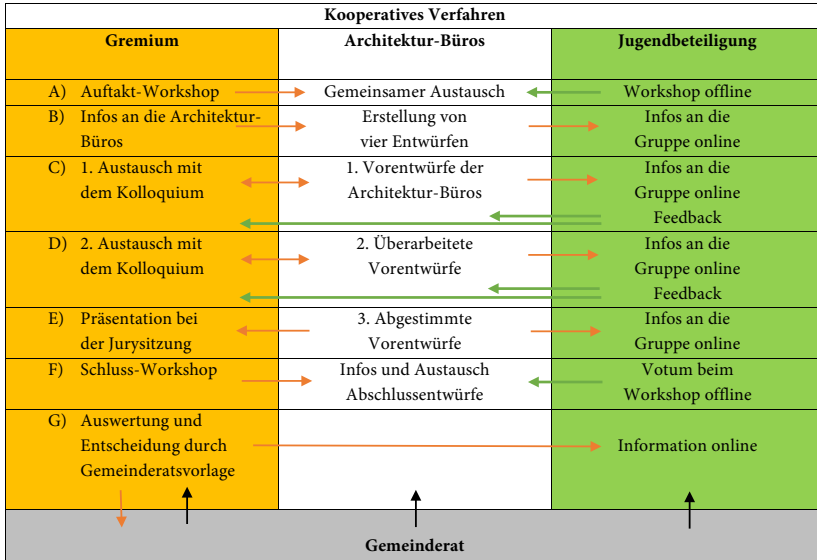 Kooperatives Verfahren
Gremium
Architektur-Büros
Jugendbeteiligung
A) Auftakt-Workshop
Gemeinsamer Austausch
Workshop offline
B) Infos an die Architektur-
Büros
Erstellung von
vier Entwürfen
Infos an die
Gruppe online
C) 1. Austausch mit
dem Kolloquium
1. Vorentwürfe der
Architektur-Büros
Infos an die
Gruppe online
Feedback
D) 2. Austausch mit
dem Kolloquium
2. Überarbeitete
Vorentwürfe
Infos an die
Gruppe online
Feedback
E) Präsentation bei
der Jurysitzung
3. Abgestimmte
Vorentwürfe
Infos an die
Gruppe online
F) Schluss-Workshop
Infos und Austausch
Abschlussentwürfe
Votum beim
Workshop offline
G) Auswertung und
Entscheidung durch
Gemeinderatsvorlage
Information online
Gemeinderat